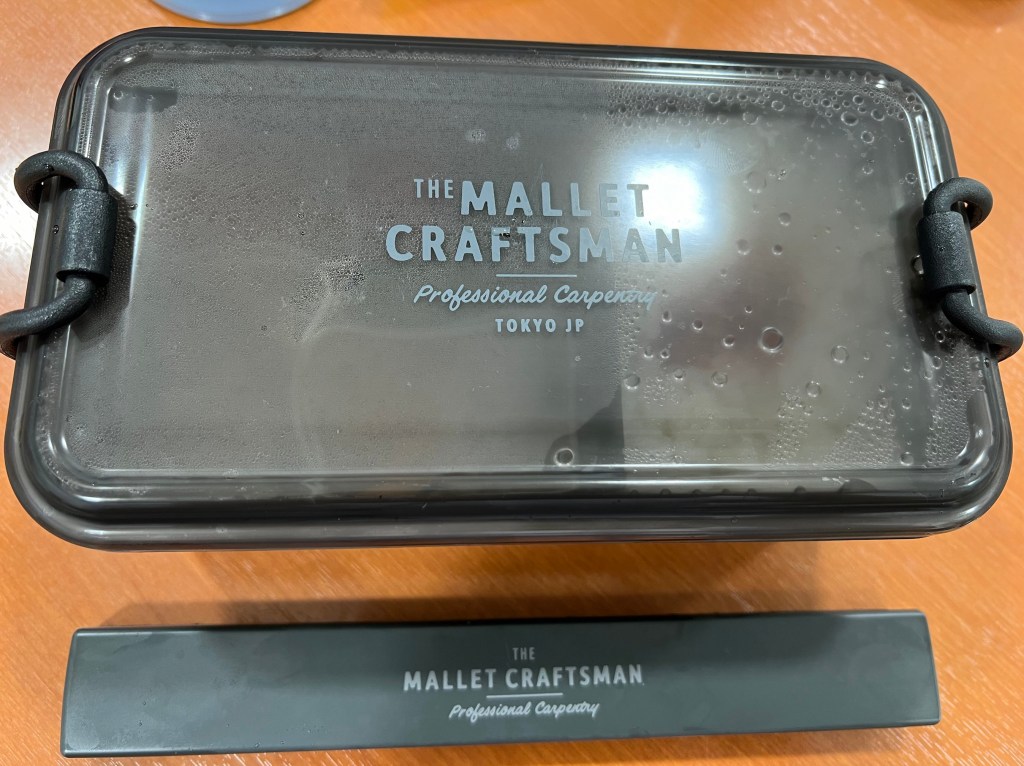 THE MALLET
CRAFTSMAN
Professional Carpentry
TOKYO JP
THE
MALLET CRAFTSMAN
Professional Carpentry